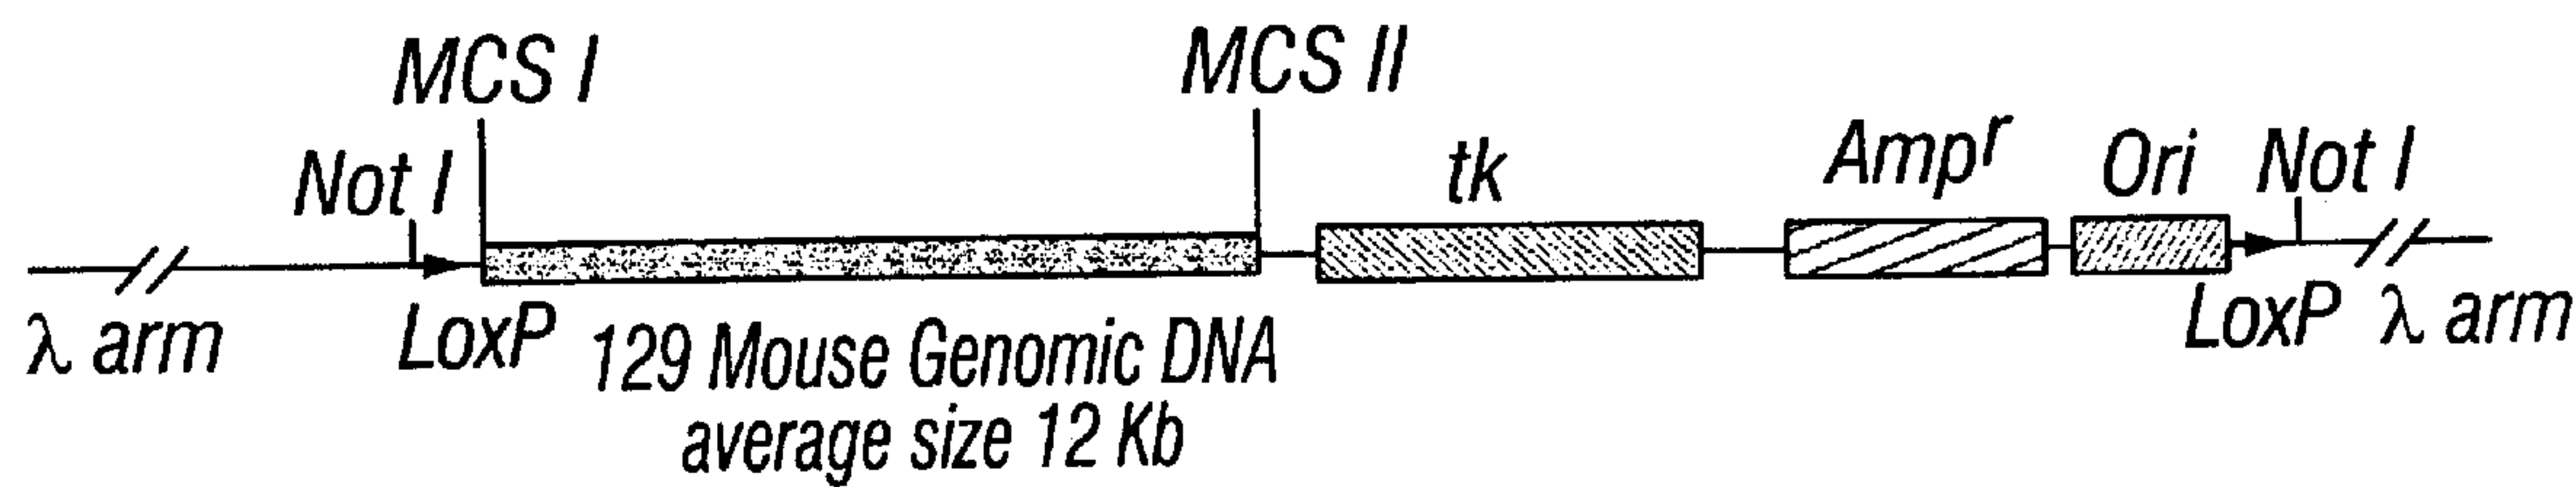 MCS I
MCS II
Not I
tk
Ampʳ
Ori
Not I
λ arm
LoxP
129 Mouse Genomic DNA
average size 12 Kb
LoxP
λ arm